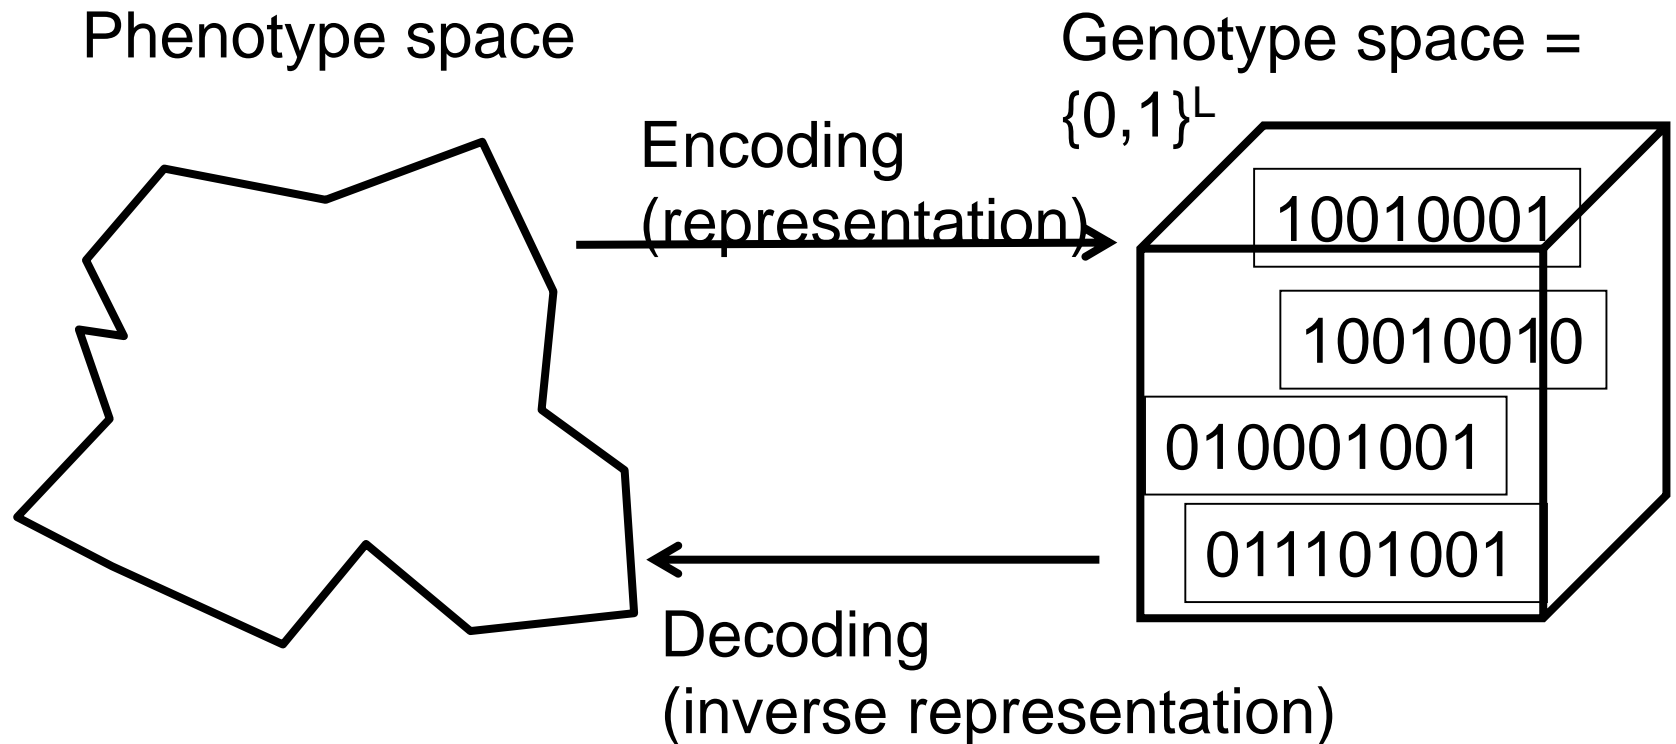 Phenotype space
Genotype space =
{0,1}ᴸ
Encoding
(representation)
10010001
10010010
010001001
011101001
Decoding
(inverse representation)